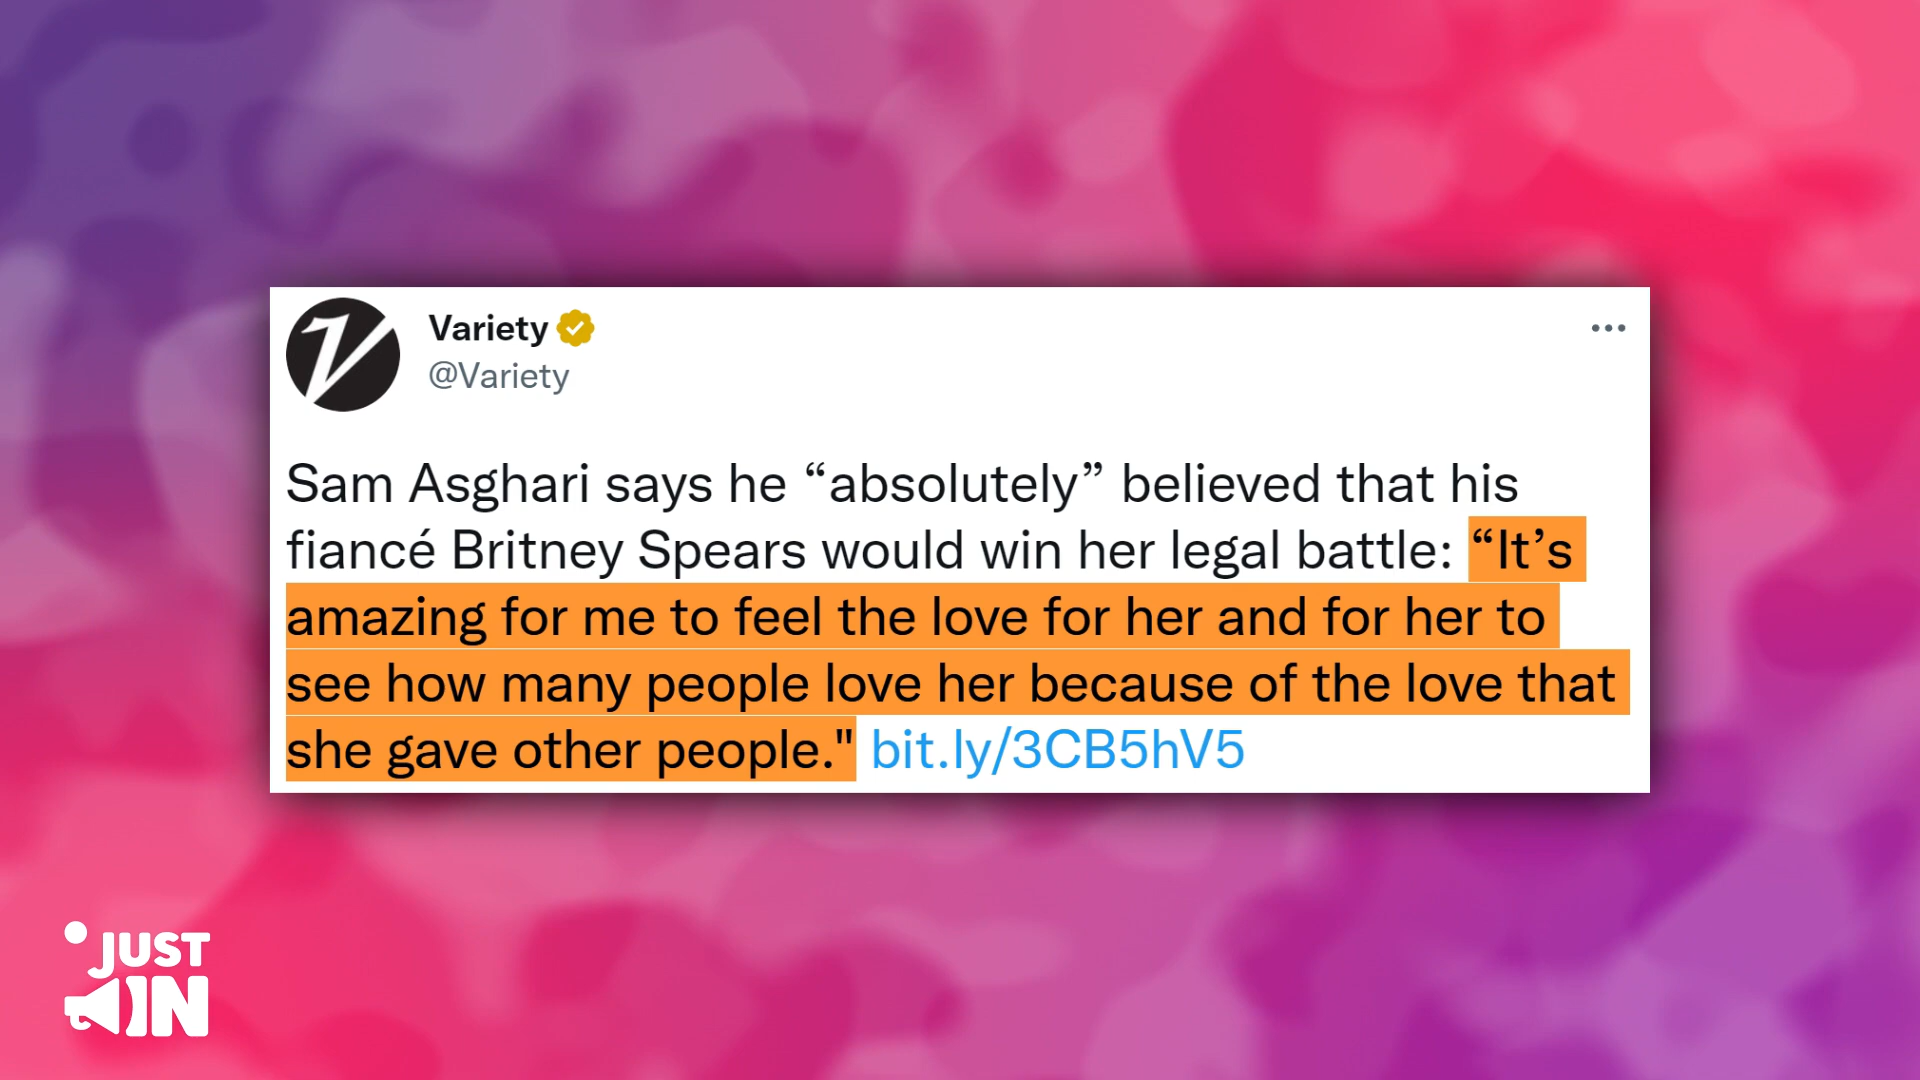 Variety
@Variety
Sam Asghari says he “absolutely” believed that his
fiancé Britney Spears would win her legal battle: “It’s
amazing for me to feel the love for her and for her to
see how many people love her because of the love that
she gave other people." bit.ly/3CB5hV5
JUST
IN